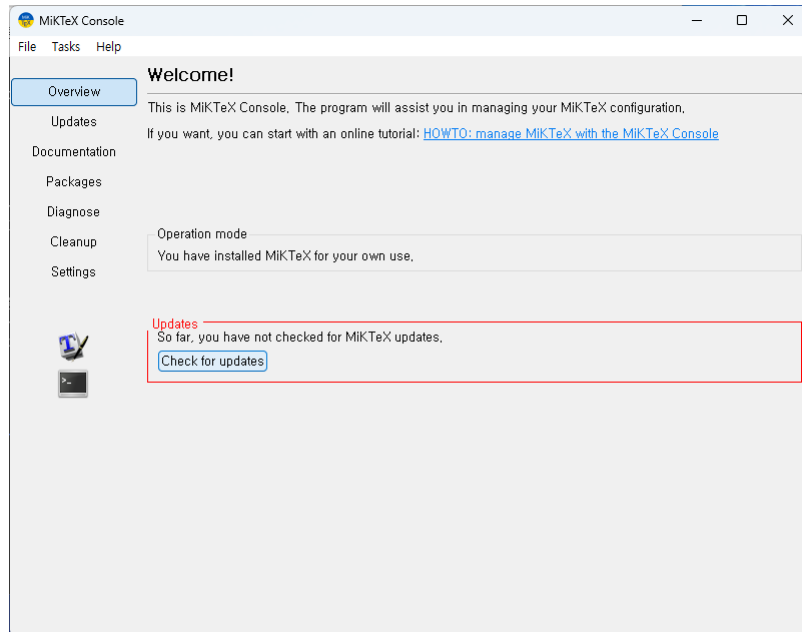 MiKTeX Console
File Tasks Help
Overview
Updates
Documentation
Packages
Diagnose
Cleanup
Settings
Welcome!
This is MiKTeX Console. The program will assist you in managing your MiKTeX configuration.
If you want, you can start with an online tutorial: HOWTO: manage MiKTeX with the MiKTeX Console
Operation mode
You have installed MiKTeX for your own use.
Updates
So far, you have not checked for MiKTeX updates.
Check for updates